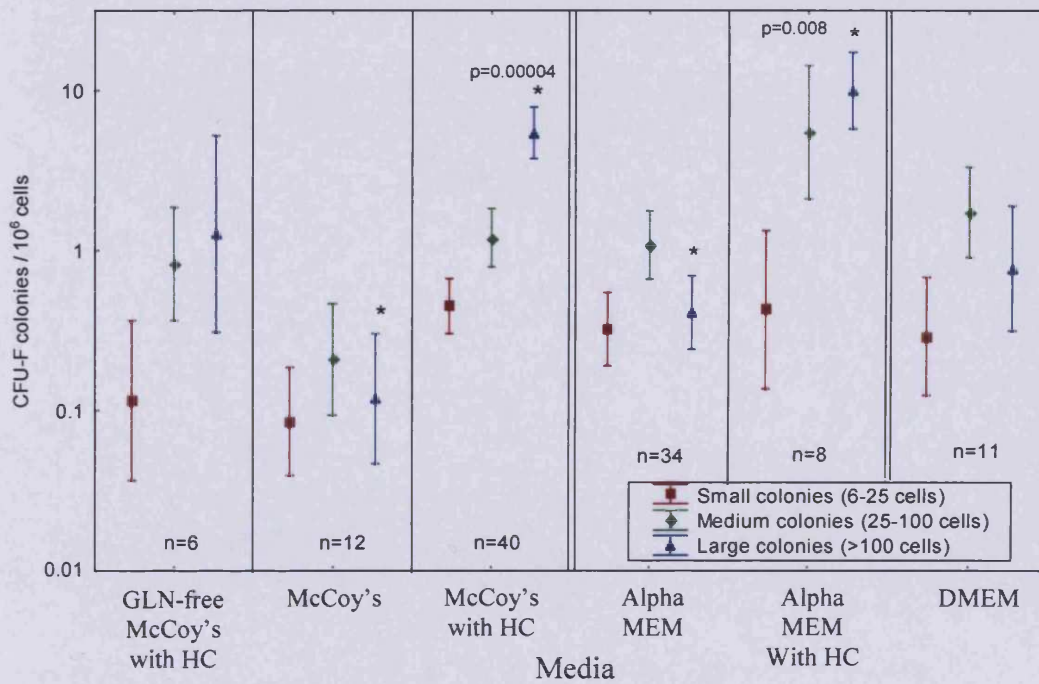 10
1
0.1
0.01
CFU-F colonies / 10⁶ cells
p=0.00004
*
p=0.008
*
*
*
n=6
n=12
n=40
n=34
n=8
n=11
Small colonies (6-25 cells)
Medium colonies (25-100 cells)
Large colonies (>100 cells)
GLN-free
McCoy's
with HC
McCoy's
McCoy's
with HC
Alpha
MEM
Alpha
MEM
With HC
DMEM
Media